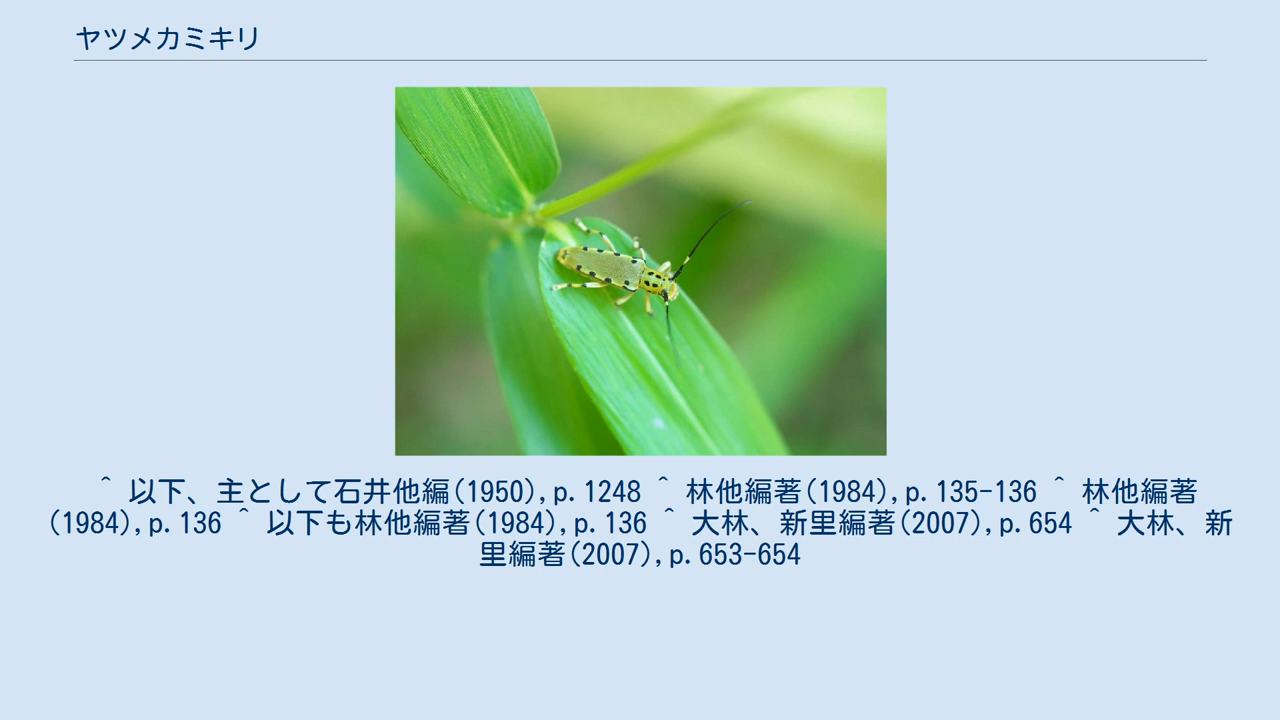 ヤツメカミキリ
^ 以下、主として石井他編(1950),p.1248 ^ 林他編著(1984),p.135-136 ^ 林他編著
(1984),p.136 ^ 以下も林他編著(1984),p.136 ^ 大林、新里編著(2007),p.654 ^ 大林、新
里編著(2007),p.653-654